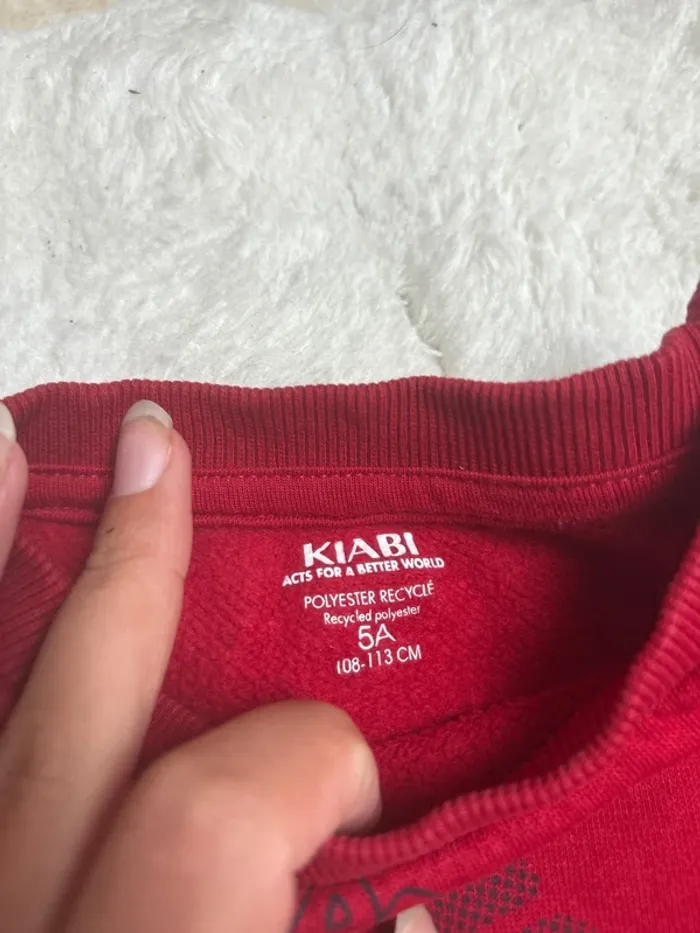 KIABI
ACTS FOR A BETTER WORLD
POLYESTER RECYCLÉ
Recycled polyester
5A
108-113 CM